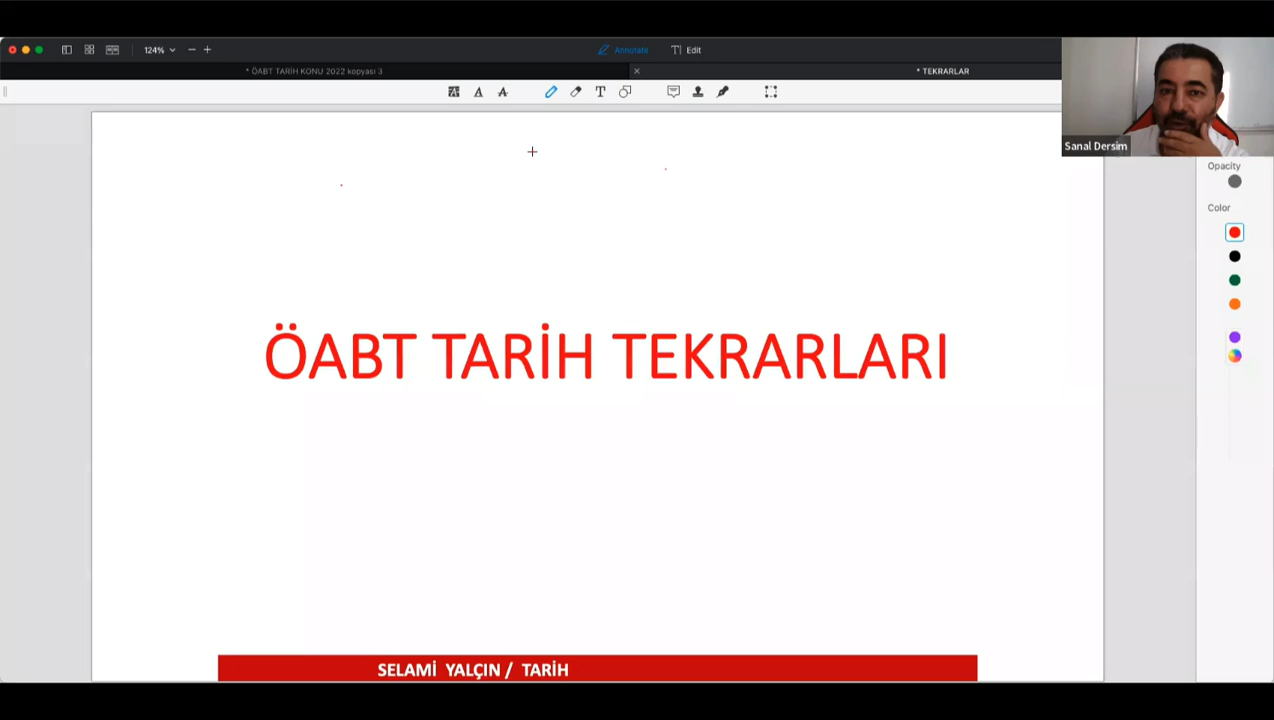 124%
Annotate
Edit
* ÖABT TARİH KONU 2022 kopyası 3
* TEKRARLAR
Sanal Dersim
Opacity
Color
ÖABT TARİH TEKRARLARI
SELAMİ YALÇIN / TARİH